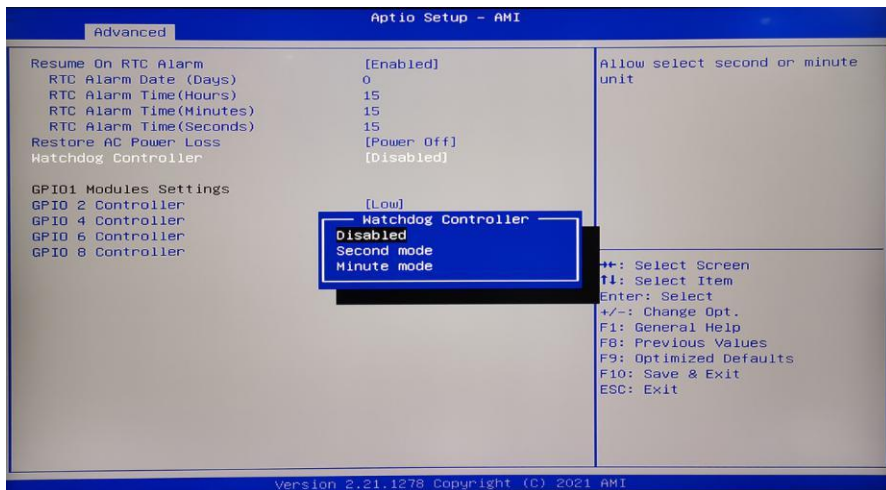 Aptio Setup – AMI
Advanced
Resume On RTC Alarm [Enabled]
RTC Alarm Date (Days) 0
RTC Alarm Time(Hours) 15
RTC Alarm Time(Minutes) 15
RTC Alarm Time(Seconds) 15
Restore AC Power Loss [Power Off]
Watchdog Controller [Disabled]
GPIO1 Modules Settings
GPIO 2 Controller [Low]
GPIO 4 Controller
GPIO 6 Controller
GPIO 8 Controller
Watchdog Controller
Disabled
Second mode
Minute mode
Allow select second or minute
unit
→←: Select Screen
↑↓: Select Item
Enter: Select
+/-: Change Opt.
F1: General Help
F8: Previous Values
F9: Optimized Defaults
F10: Save & Exit
ESC: Exit
Version 2.21.1278 Copyright (C) 2021 AMI